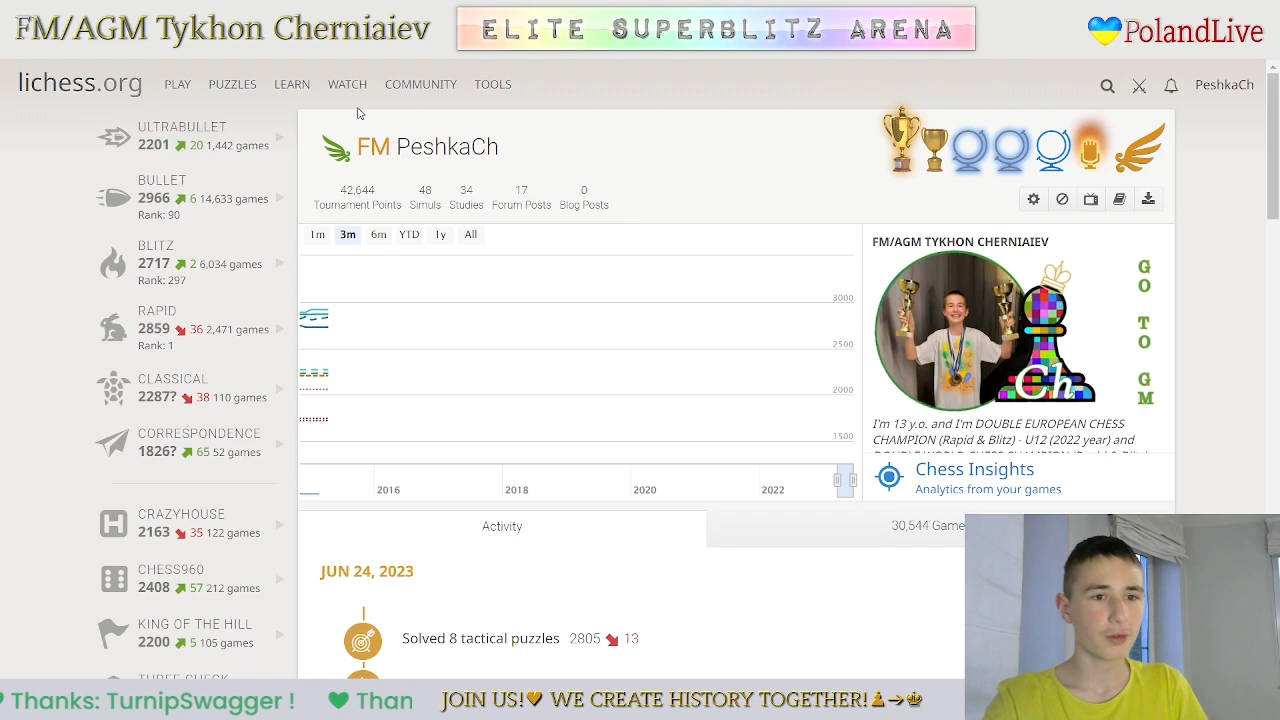 FM/AGM Tykhon Cherniaiev
ELITE SUPERBLITZ ARENA
PolandLive
lichess.org
PLAY PUZZLES LEARN WATCH COMMUNITY TOOLS
PeshkaCh
ULTRABULLET
2201 20 1,442 games
BULLET
2966 6 14,633 games
Rank: 90
BLITZ
2717 2 6,034 games
Rank: 297
RAPID
2859 36 2,471 games
Rank: 1
CLASSICAL
2287? 38 110 games
CORRESPONDENCE
1826? 65 52 games
CRAZYHOUSE
2163 35 122 games
CHESS960
2408 57 212 games
KING OF THE HILL
2200 5 105 games
FM PeshkaCh
42,644 48 34 17 0
Tournament Points Simuls Studies Forum Posts Blog Posts
1m 3m 6m YTD 1y All
3000
2500
2000
1500
2016 2018 2020 2022
FM/AGM TYKHON CHERNIAIEV
GO TO GM
Ch
I'm 13 y.o. and I'm DOUBLE EUROPEAN CHESS
CHAMPION (Rapid & Blitz) - U12 (2022 year) and
Chess Insights
Analytics from your games
Activity
30,544 Game
JUN 24, 2023
Solved 8 tactical puzzles 2805 13
Thanks: TurnipSwagger ! Than
JOIN US! WE CREATE HISTORY TOGETHER!